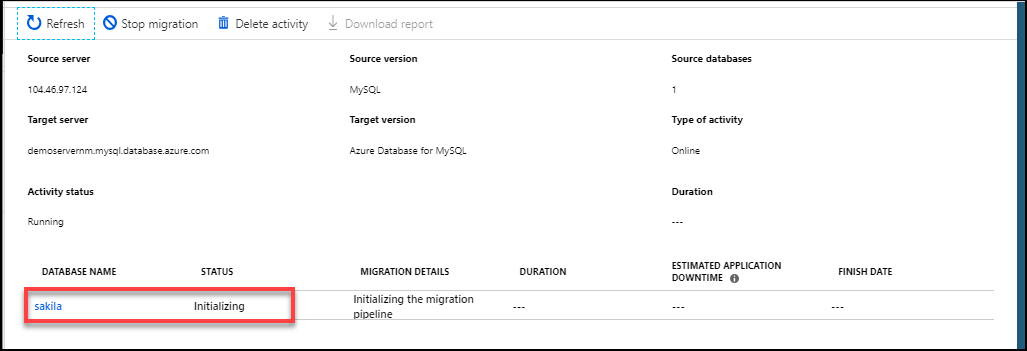 Refresh Stop migration Delete activity Download report
Source server Source version Source databases
104.46.97.124 MySQL 1
Target server Target version Type of activity
demoservernm.mysql.database.azure.com Azure Database for MySQL Online
Activity status Duration
Running ---
DATABASE NAME STATUS MIGRATION DETAILS DURATION ESTIMATED APPLICATION DOWNTIME FINISH DATE
sakila Initializing Initializing the migration pipeline --- --- ---